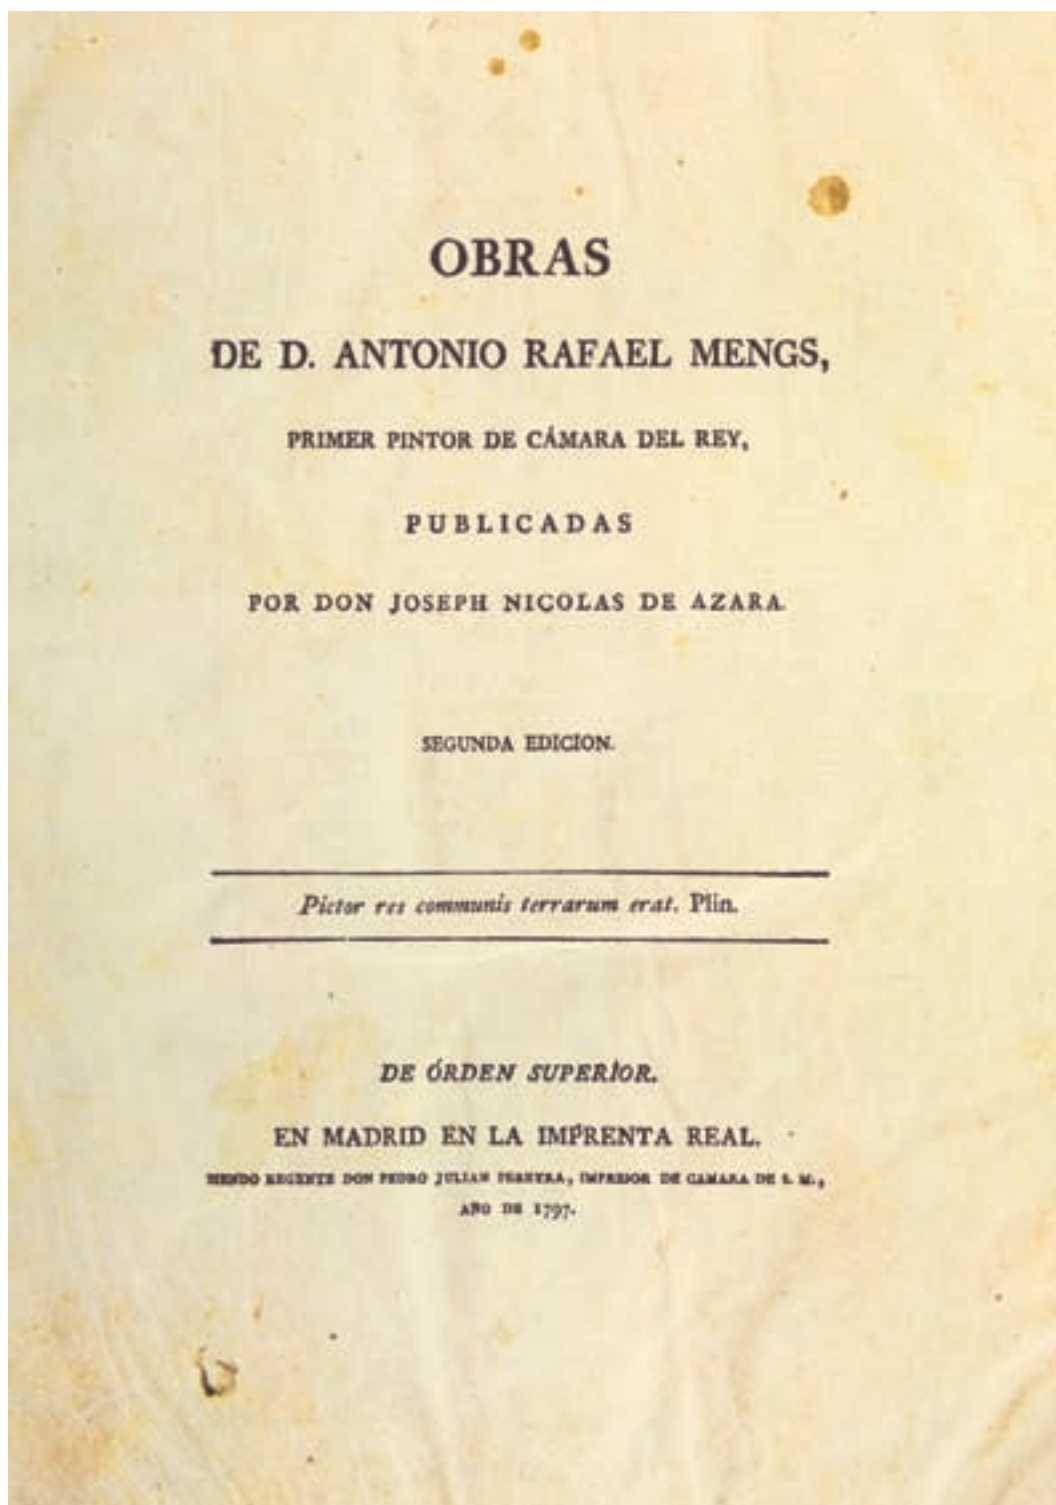 OBRAS
DE D. ANTONIO RAFAEL MENGS,
PRIMER PINTOR DE CÁMARA DEL REY,
PUBLICADAS
POR DON JOSEPH NICOLAS DE AZARA.
SEGUNDA EDICION.
Pictor res communis terrarum erat. Plin.
DE ÓRDEN SUPERIOR.
EN MADRID EN LA IMPRENTA REAL.
SIENDO REGENTE DON PEDRO JULIAN PEREYRA, IMPRESOR DE CAMARA DE S. M.,
AÑO DE 1797.